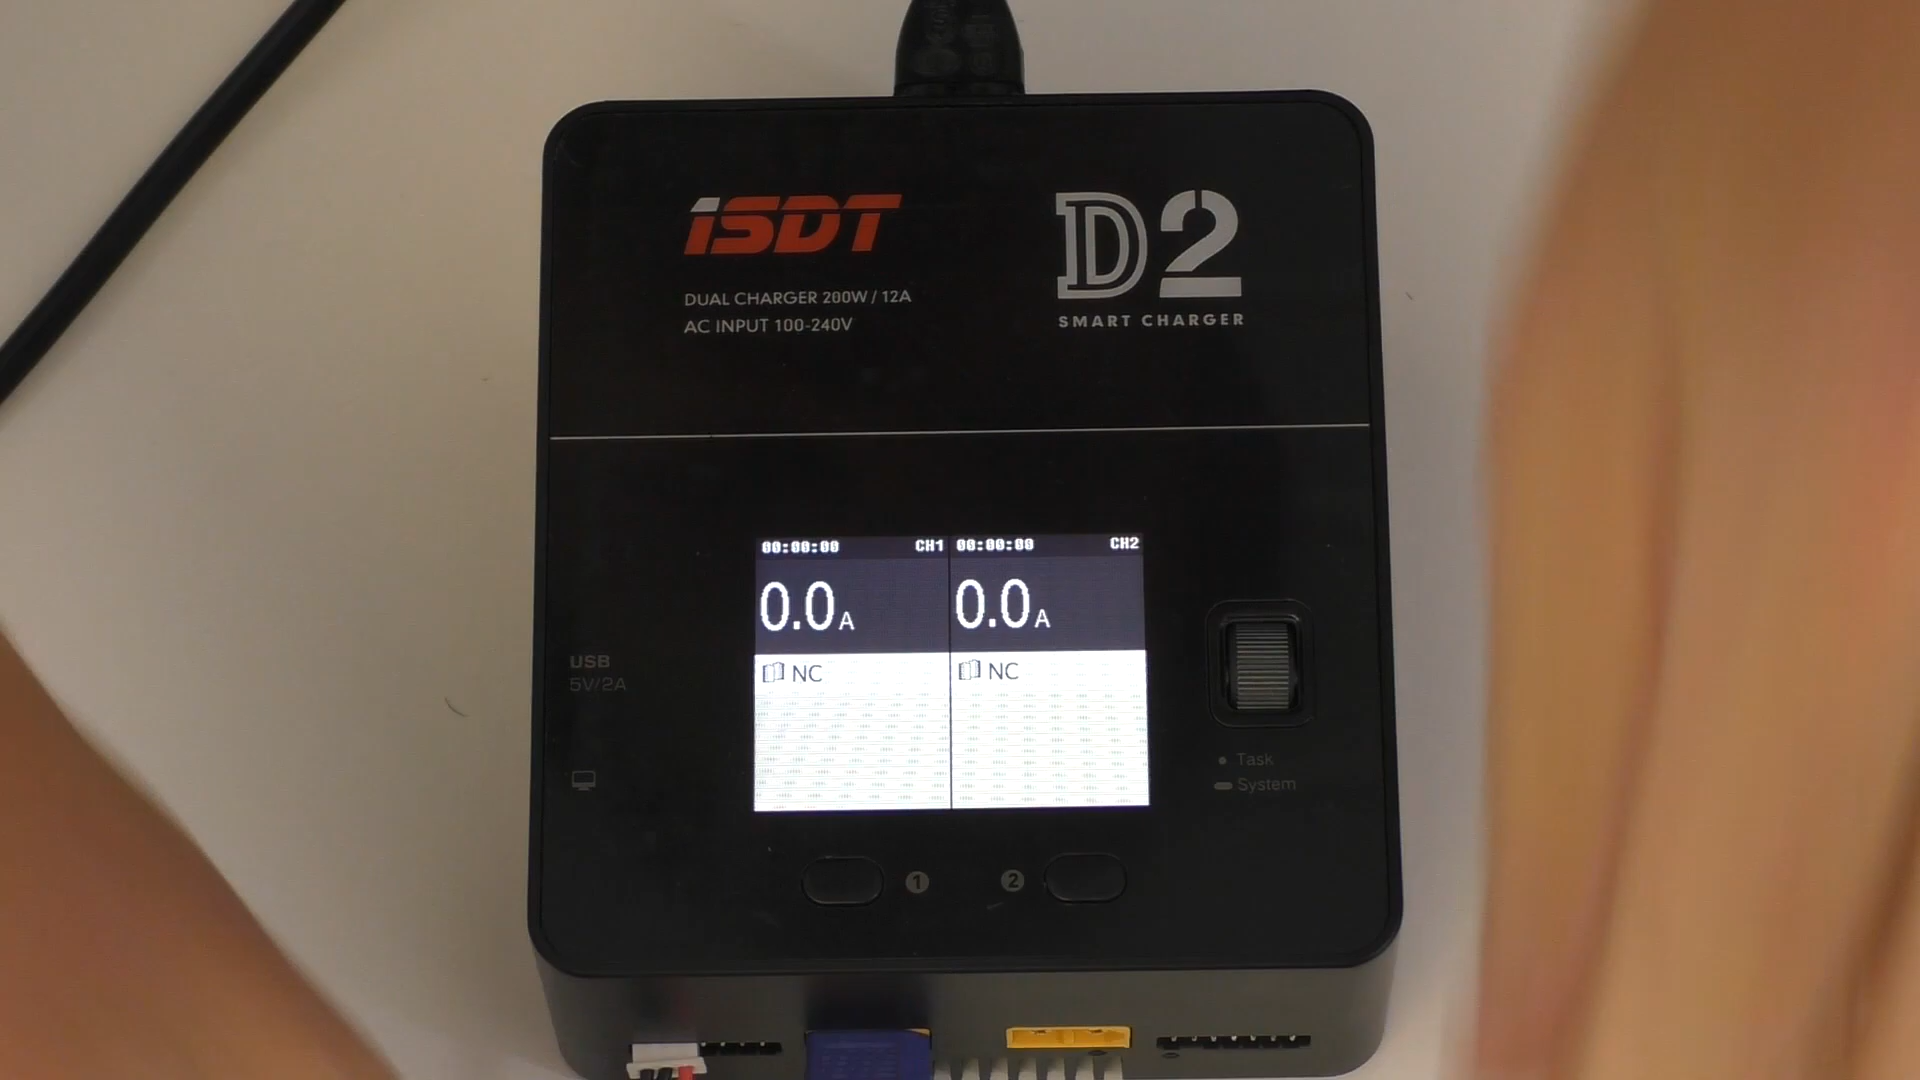 iSDT
D2
DUAL CHARGER 200W / 12A
AC INPUT 100-240V
SMART CHARGER
00:00:00 CH1 00:00:00 CH2
0.0A 0.0A
NC NC
USB
5V/2A
Task
System
1 2